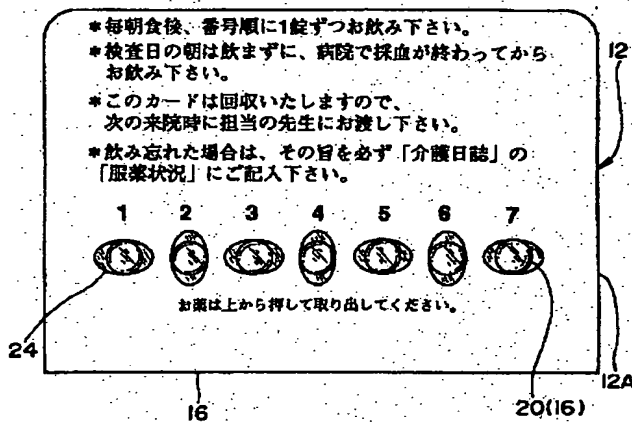 *毎朝食後、番号順に1錠ずつお飲み下さい。
*検査日の朝は飲まずに、病院で採血が終わってから
お飲み下さい。
*このカードは回収いたしますので、
次の来院時に担当の先生にお渡し下さい。
*飲み忘れた場合は、その旨を必ず「介護日誌」の
「服薬状況」にご記入下さい。
1 2 3 4 5 6 7
お薬は上から押して取り出してください。
12
24
12A
16
20(16)